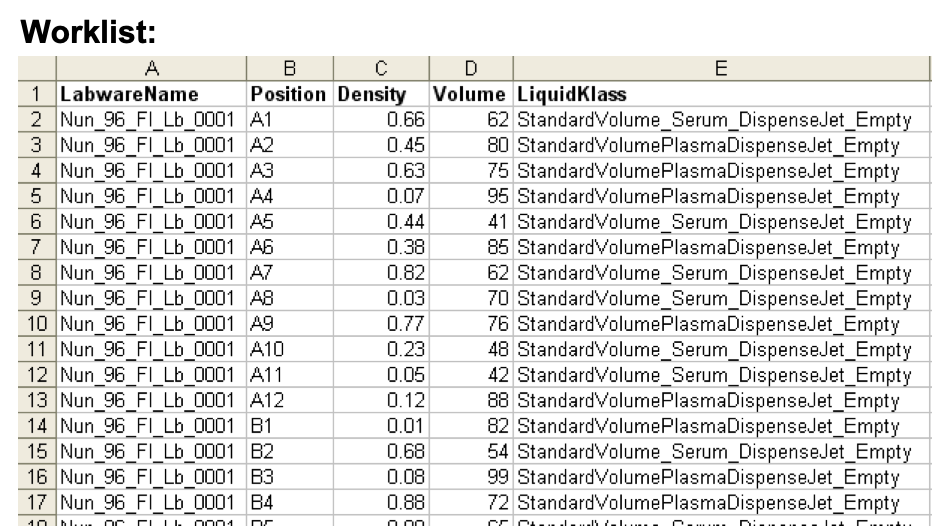 Worklist:
A B C D E
1 LabwareName Position Density Volume LiquidKlass
2 Nun_96_Fl_Lb_0001 A1 0.66 62 StandardVolume_Serum_DispenseJet_Empty
3 Nun_96_Fl_Lb_0001 A2 0.45 80 StandardVolumePlasmaDispenseJet_Empty
4 Nun_96_Fl_Lb_0001 A3 0.63 75 StandardVolumePlasmaDispenseJet_Empty
5 Nun_96_Fl_Lb_0001 A4 0.07 95 StandardVolumePlasmaDispenseJet_Empty
6 Nun_96_Fl_Lb_0001 A5 0.44 41 StandardVolume_Serum_DispenseJet_Empty
7 Nun_96_Fl_Lb_0001 A6 0.38 85 StandardVolumePlasmaDispenseJet_Empty
8 Nun_96_Fl_Lb_0001 A7 0.82 62 StandardVolume_Serum_DispenseJet_Empty
9 Nun_96_Fl_Lb_0001 A8 0.03 70 StandardVolume_Serum_DispenseJet_Empty
10 Nun_96_Fl_Lb_0001 A9 0.77 76 StandardVolumePlasmaDispenseJet_Empty
11 Nun_96_Fl_Lb_0001 A10 0.23 48 StandardVolume_Serum_DispenseJet_Empty
12 Nun_96_Fl_Lb_0001 A11 0.05 42 StandardVolume_Serum_DispenseJet_Empty
13 Nun_96_Fl_Lb_0001 A12 0.12 88 StandardVolumePlasmaDispenseJet_Empty
14 Nun_96_Fl_Lb_0001 B1 0.01 82 StandardVolumePlasmaDispenseJet_Empty
15 Nun_96_Fl_Lb_0001 B2 0.68 54 StandardVolume_Serum_DispenseJet_Empty
16 Nun_96_Fl_Lb_0001 B3 0.08 99 StandardVolumePlasmaDispenseJet_Empty
17 Nun_96_Fl_Lb_0001 B4 0.88 72 StandardVolumePlasmaDispenseJet_Empty